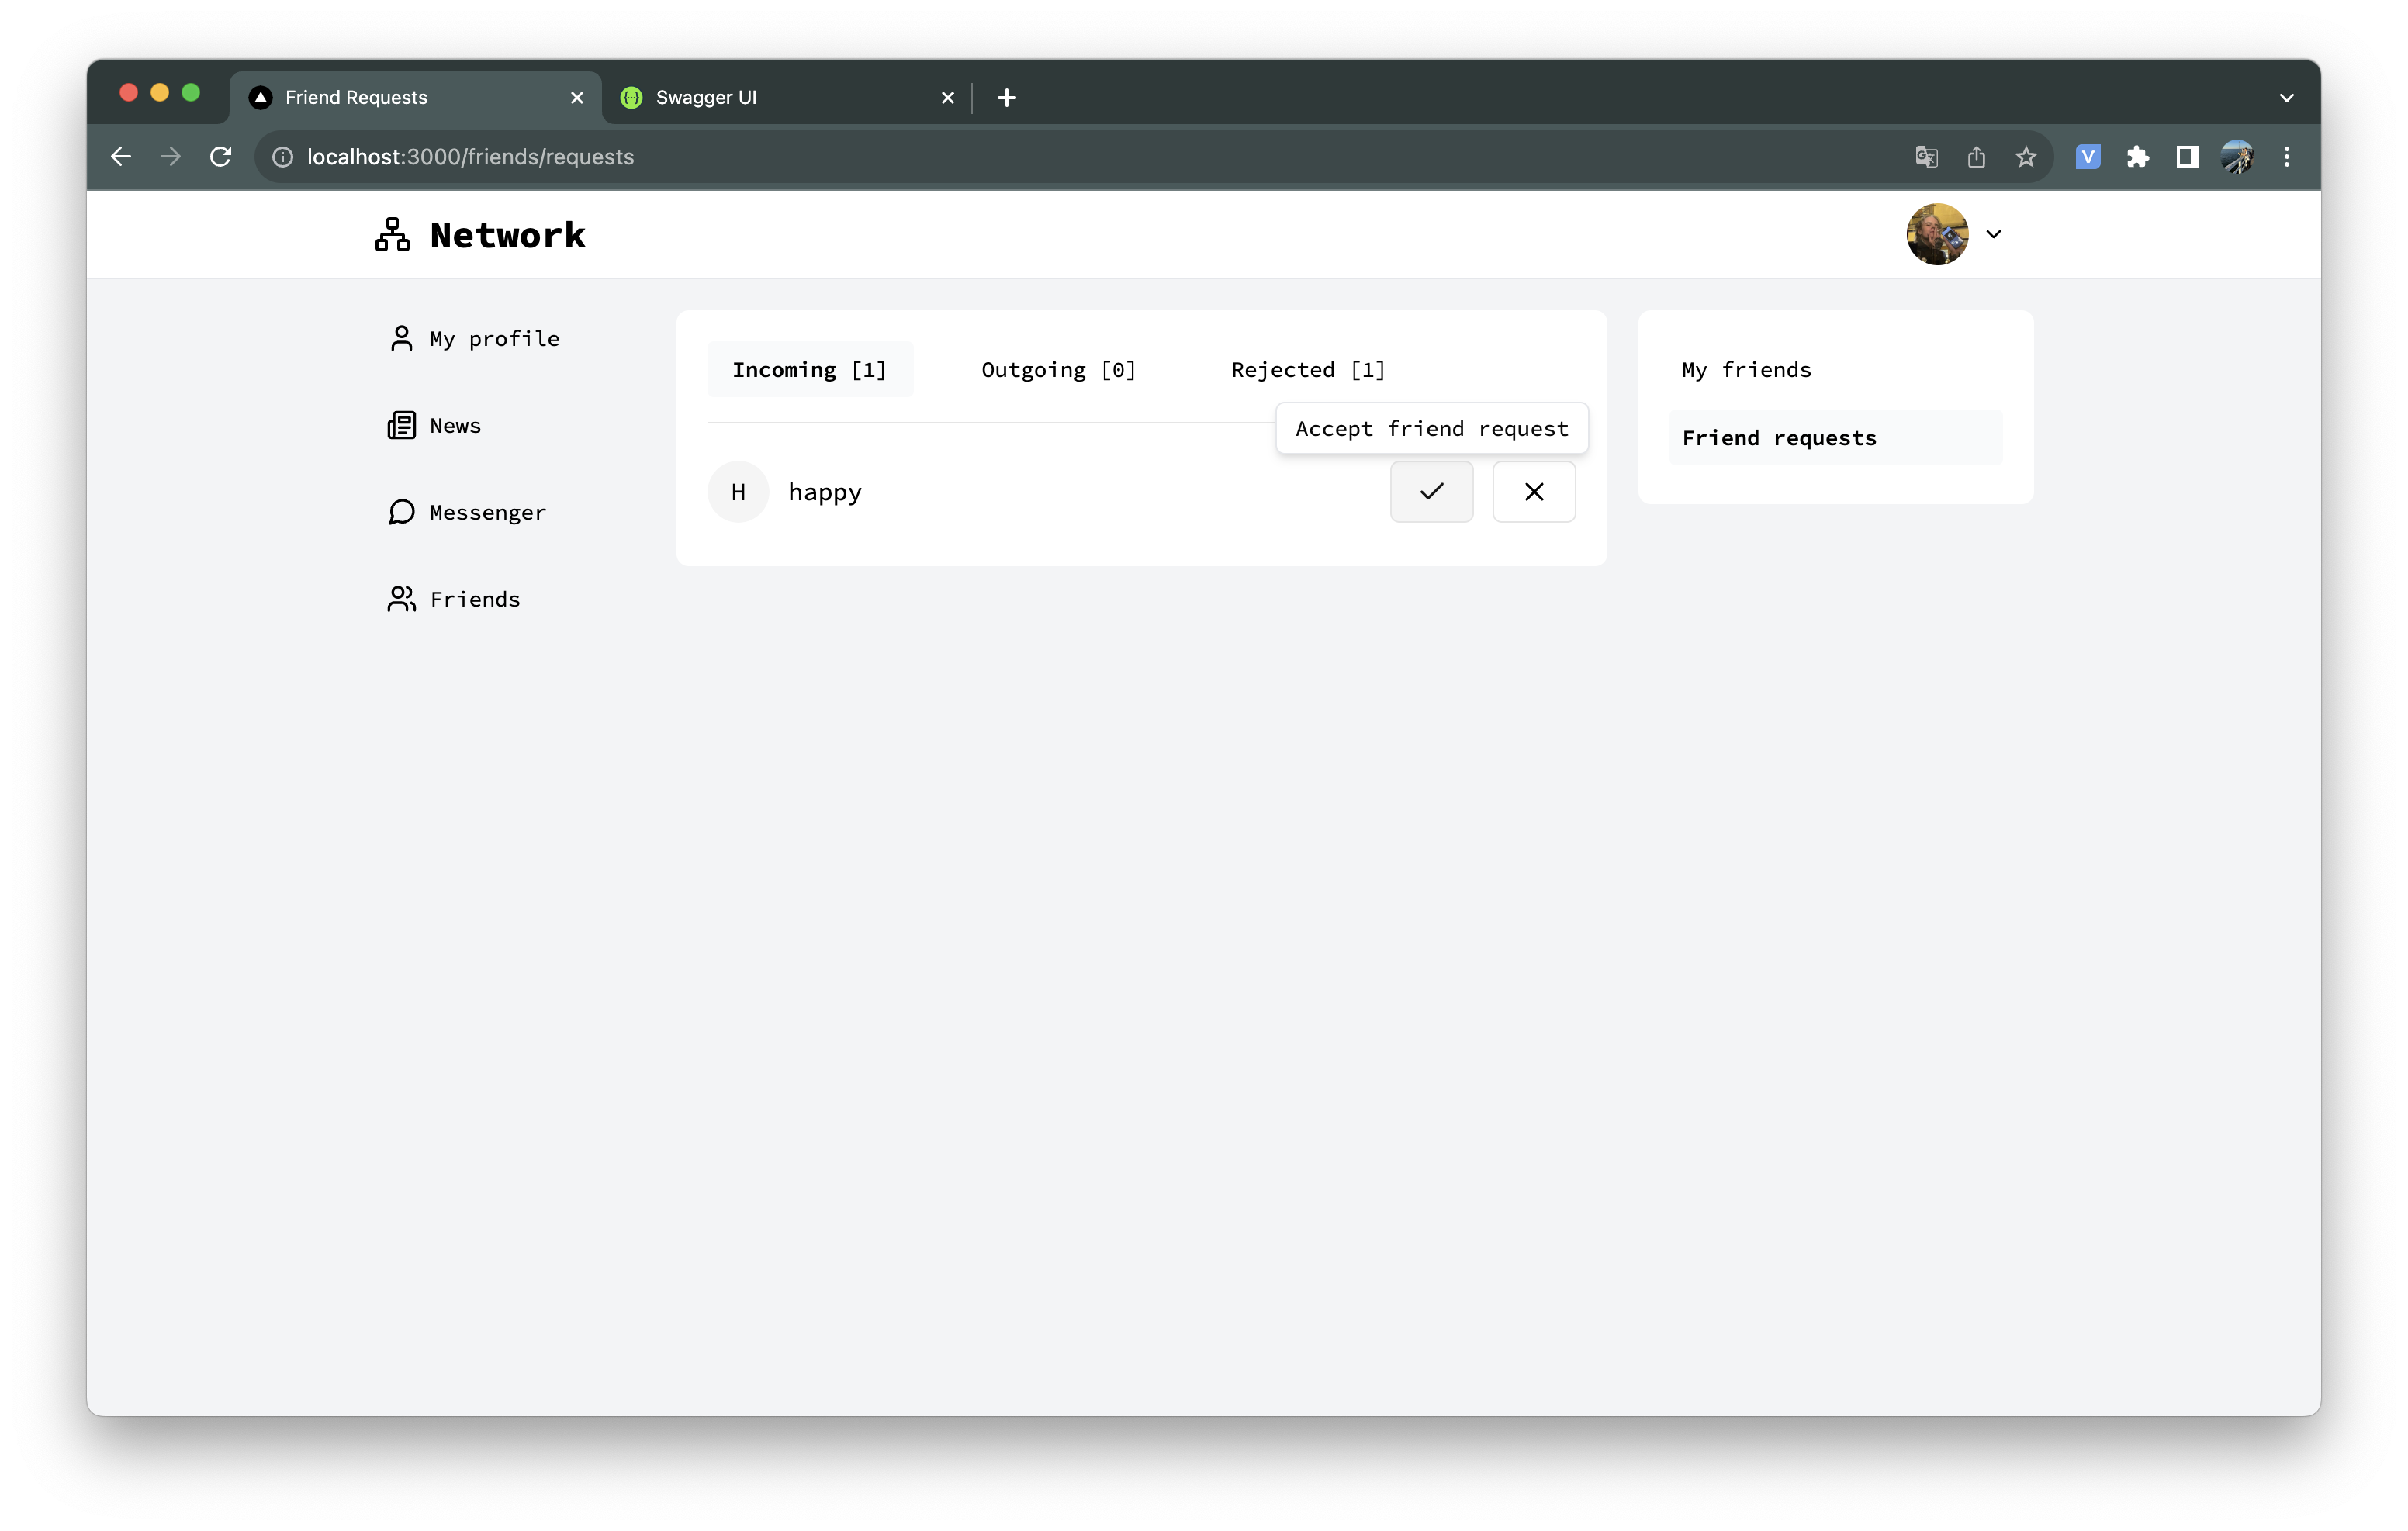 Friend Requests
Swagger UI
localhost:3000/friends/requests
V
Network
My profile
News
Messenger
Friends
Incoming [1] Outgoing [0] Rejected [1]
Accept friend request
H happy
My friends
Friend requests